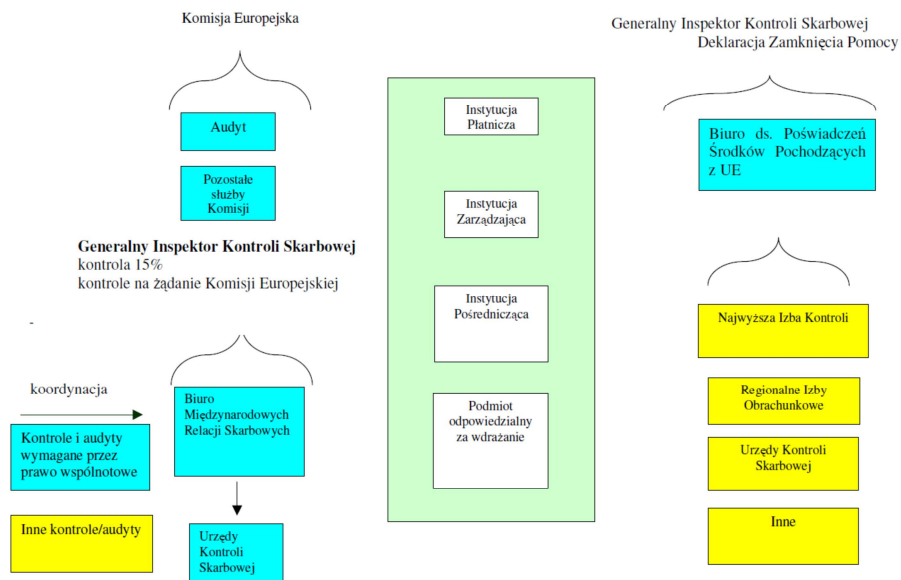 Komisja Europejska
Audyt
Pozostałe
służby
Komisji
Generalny Inspektor Kontroli Skarbowej
kontrola 15%
kontrole na żądanie Komisji Europejskiej
-
koordynacja
Kontrole i audyty
wymagane przez
prawo wspólnotowe
Inne kontrole/audyty
Biuro
Międzynarodowych
Relacji Skarbowych
Urzędy
Kontroli
Skarbowej
Instytucja
Płatnicza
Instytucja
Zarządzająca
Instytucja
Pośrednicząca
Podmiot
odpowiedzialny
za wdrażanie
Generalny Inspektor Kontroli Skarbowej
Deklaracja Zamknięcia Pomocy
Biuro ds. Poświadczeń
Środków Pochodzących
z UE
Najwyższa Izba Kontroli
Regionalne Izby
Obrachunkowe
Urzędy Kontroli
Skarbowej
Inne